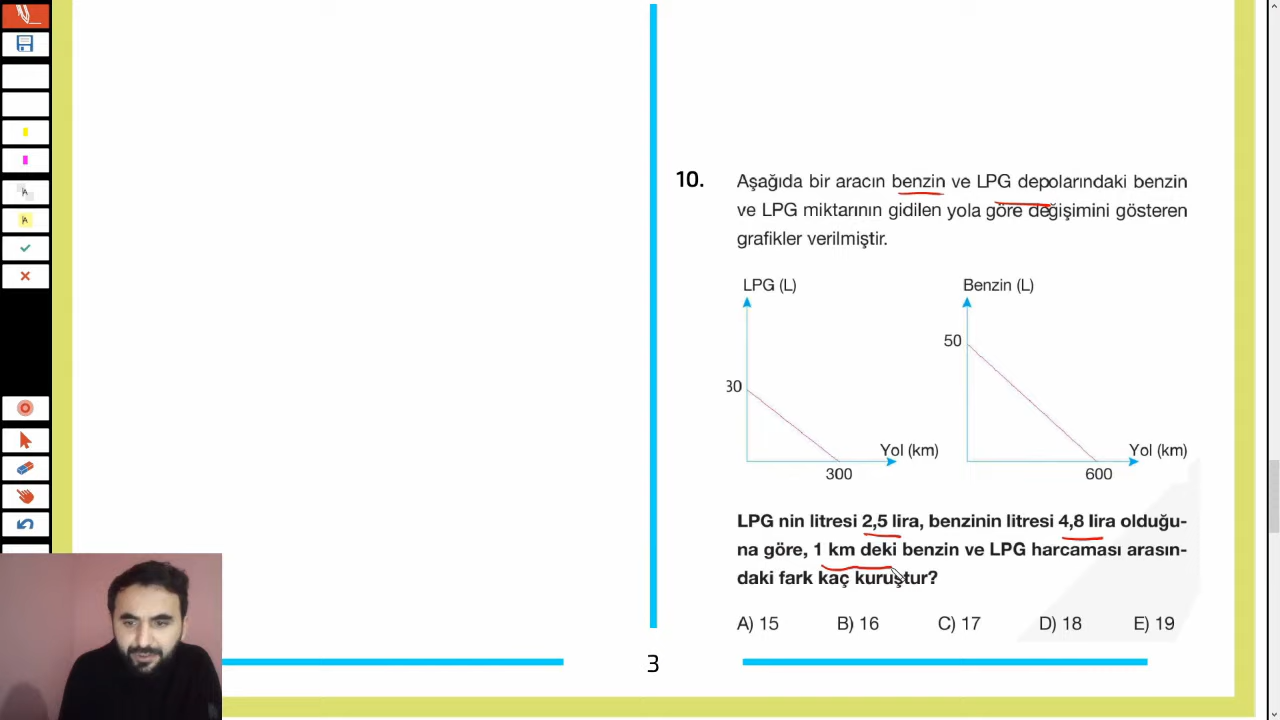 10. Aşağıda bir aracın benzin ve LPG depolarındaki benzin
ve LPG miktarının gidilen yola göre değişimini gösteren
grafikler verilmiştir.
LPG (L)
30
Yol (km)
300
Benzin (L)
50
Yol (km)
600
LPG nin litresi 2,5 lira, benzinin litresi 4,8 lira olduğu-
na göre, 1 km deki benzin ve LPG harcaması arasın-
daki fark kaç kuruştur?
A) 15 B) 16 C) 17 D) 18 E) 19
3